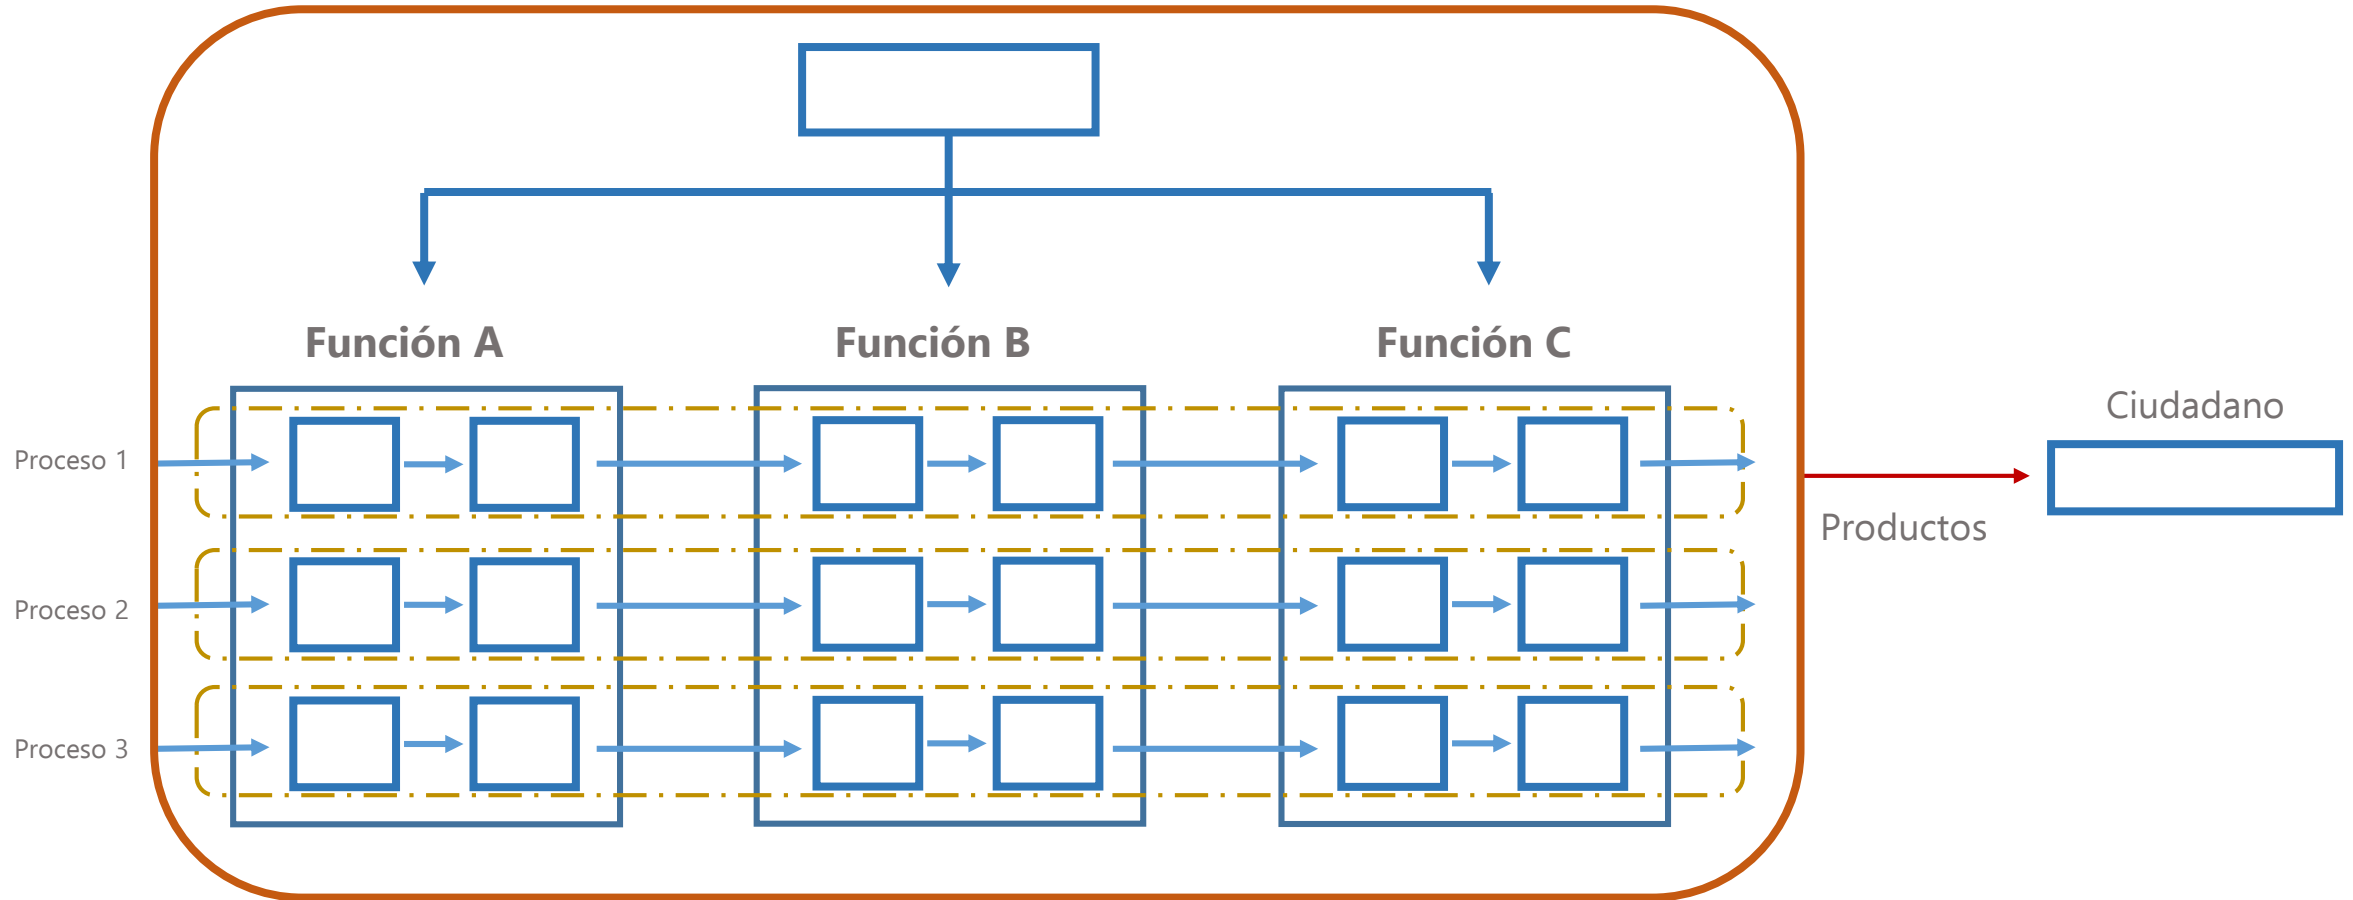 Función A
Función B
Función C
Proceso 1
Proceso 2
Proceso 3
Productos
Ciudadano